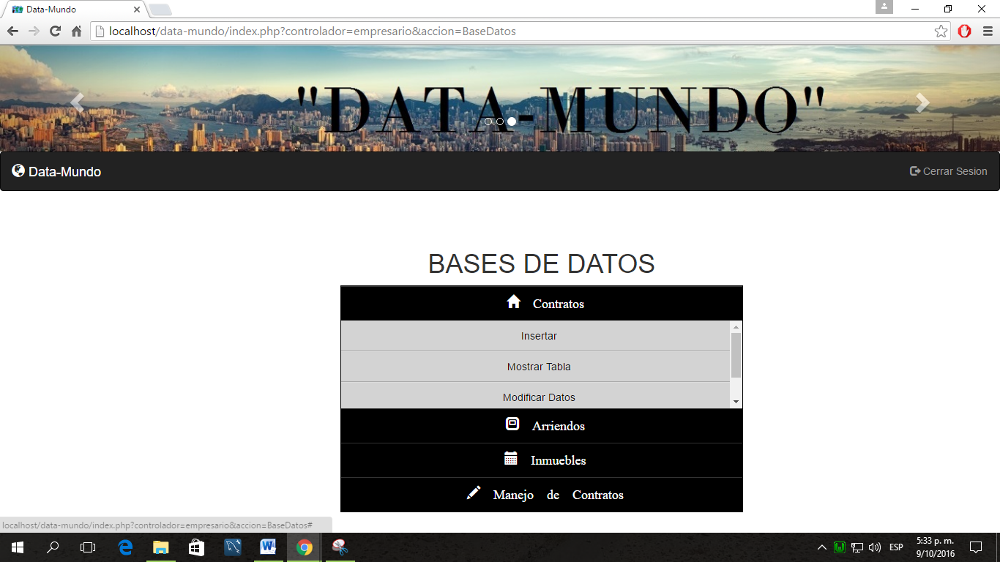 Data-Mundo
localhost/data-mundo/index.php?controlador=empresario&accion=BaseDatos
"DATA-MUNDO"
Data-Mundo
Cerrar Sesion
BASES DE DATOS
Contratos
Insertar
Mostrar Tabla
Modificar Datos
Arriendos
Inmuebles
Manejo de Contratos
localhost/data-mundo/index.php?controlador=empresario&accion=BaseDatos#
ESP
5:33 p. m.
9/10/2016